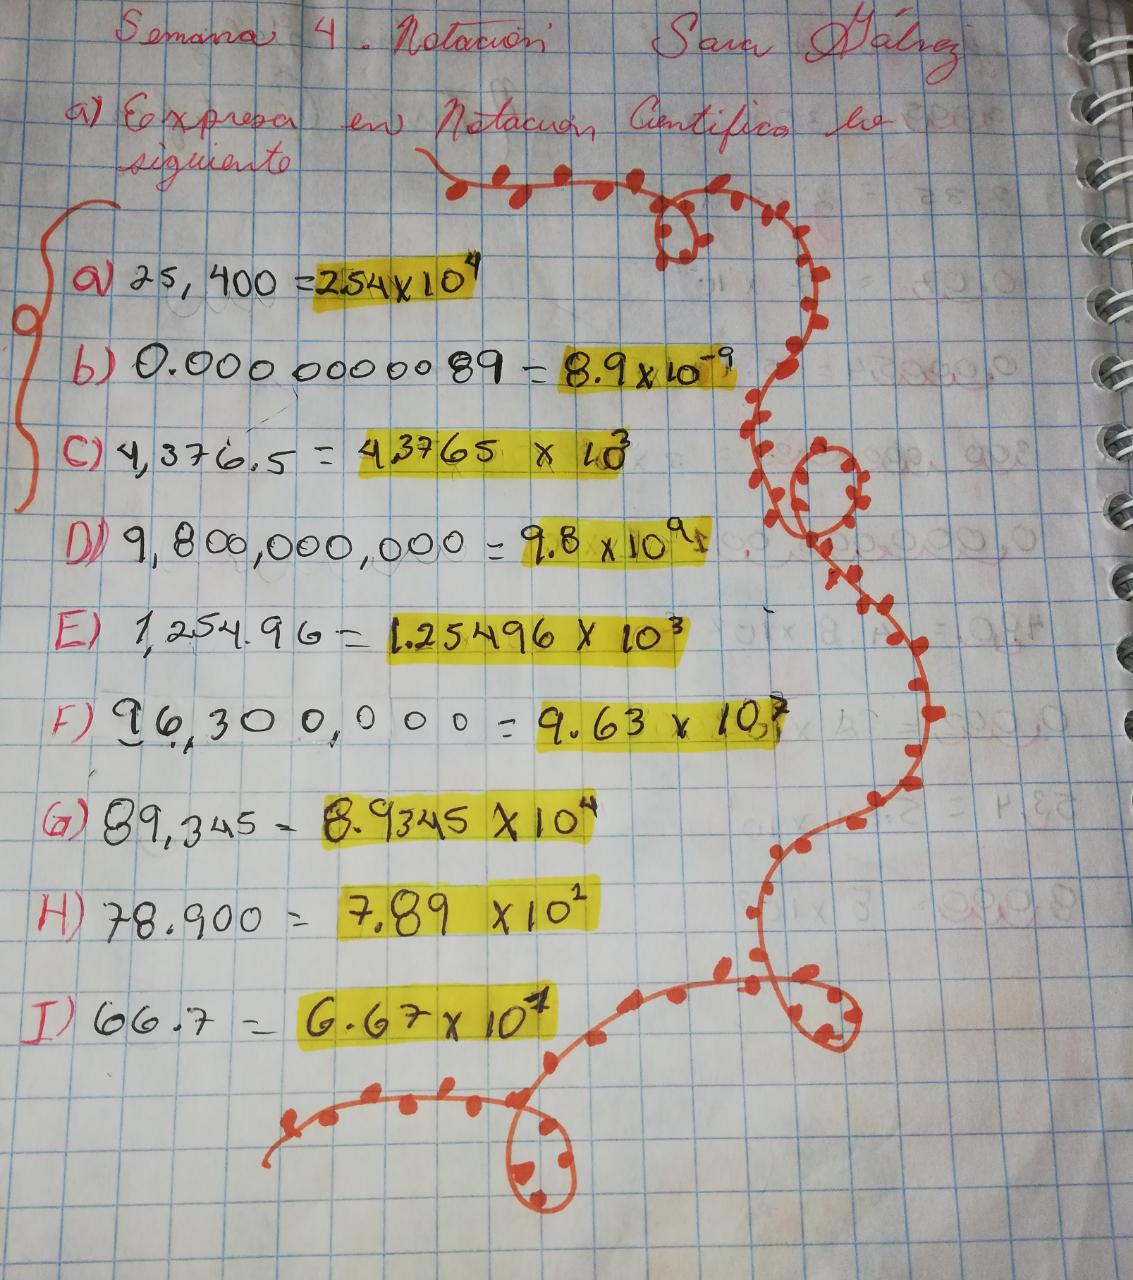 Semana 4. Notación Sara Gálvez
a) Expresa en Notación Científica lo
siguiente
a) 25,400 = 2.54 x 10⁴
b) 0.0000000089 = 8.9 x 10⁻⁹
C) 4,376.5 = 4.3765 x 10³
D) 9,800,000,000 = 9.8 x 10⁹
E) 1,254.96 = 1.25496 x 10³
F) 96,300,000 = 9.63 x 10⁷
G) 89,345 = 8.9345 x 10⁴
H) 78.900 = 7.89 x 10²
I) 66.7 = 6.67 x 10¹